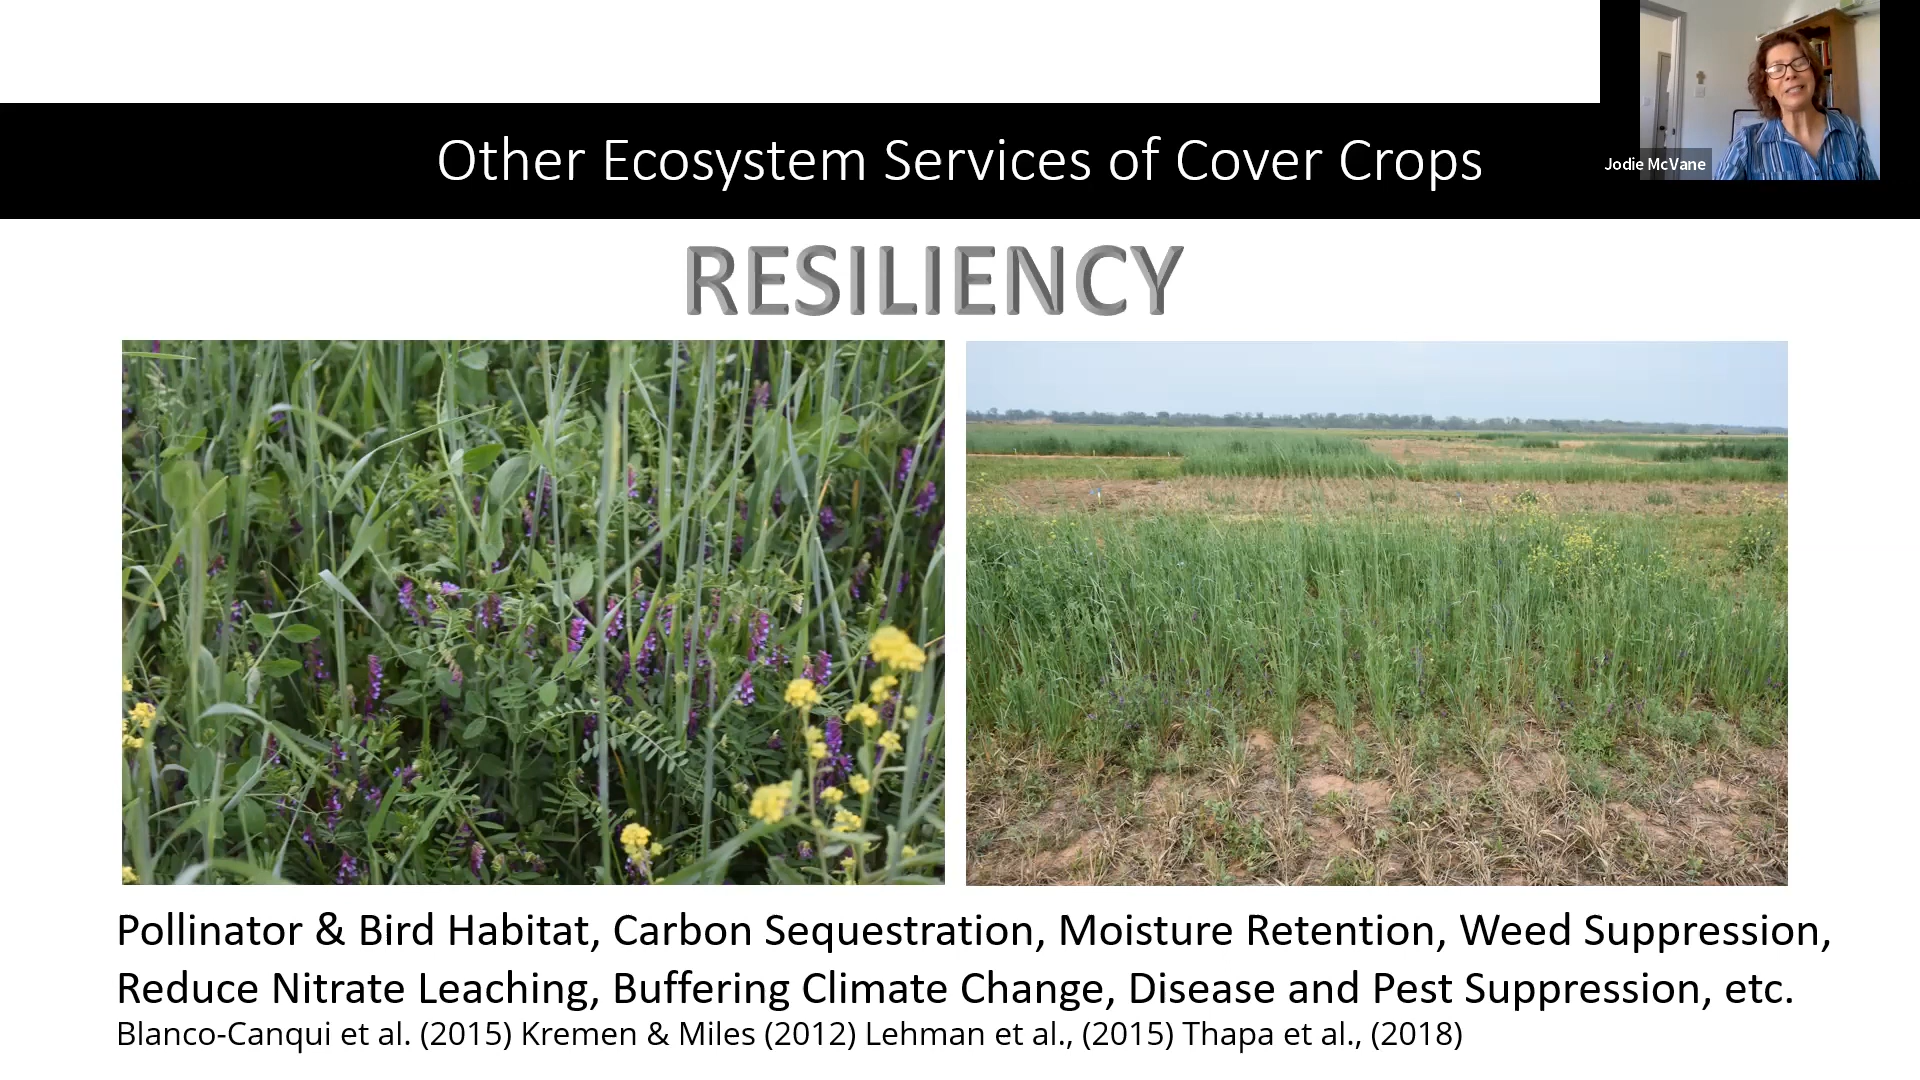 Other Ecosystem Services of Cover Crops
Jodie McVane
RESILIENCY
Pollinator & Bird Habitat, Carbon Sequestration, Moisture Retention, Weed Suppression,
Reduce Nitrate Leaching, Buffering Climate Change, Disease and Pest Suppression, etc.
Blanco-Canqui et al. (2015) Kremen & Miles (2012) Lehman et al., (2015) Thapa et al., (2018)